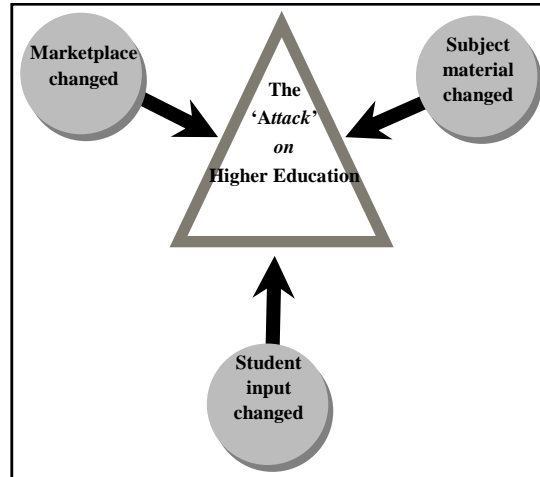 Marketplace
changed
The
‘Attack’
on
Higher Education
Subject
material
changed
Student
input
changed